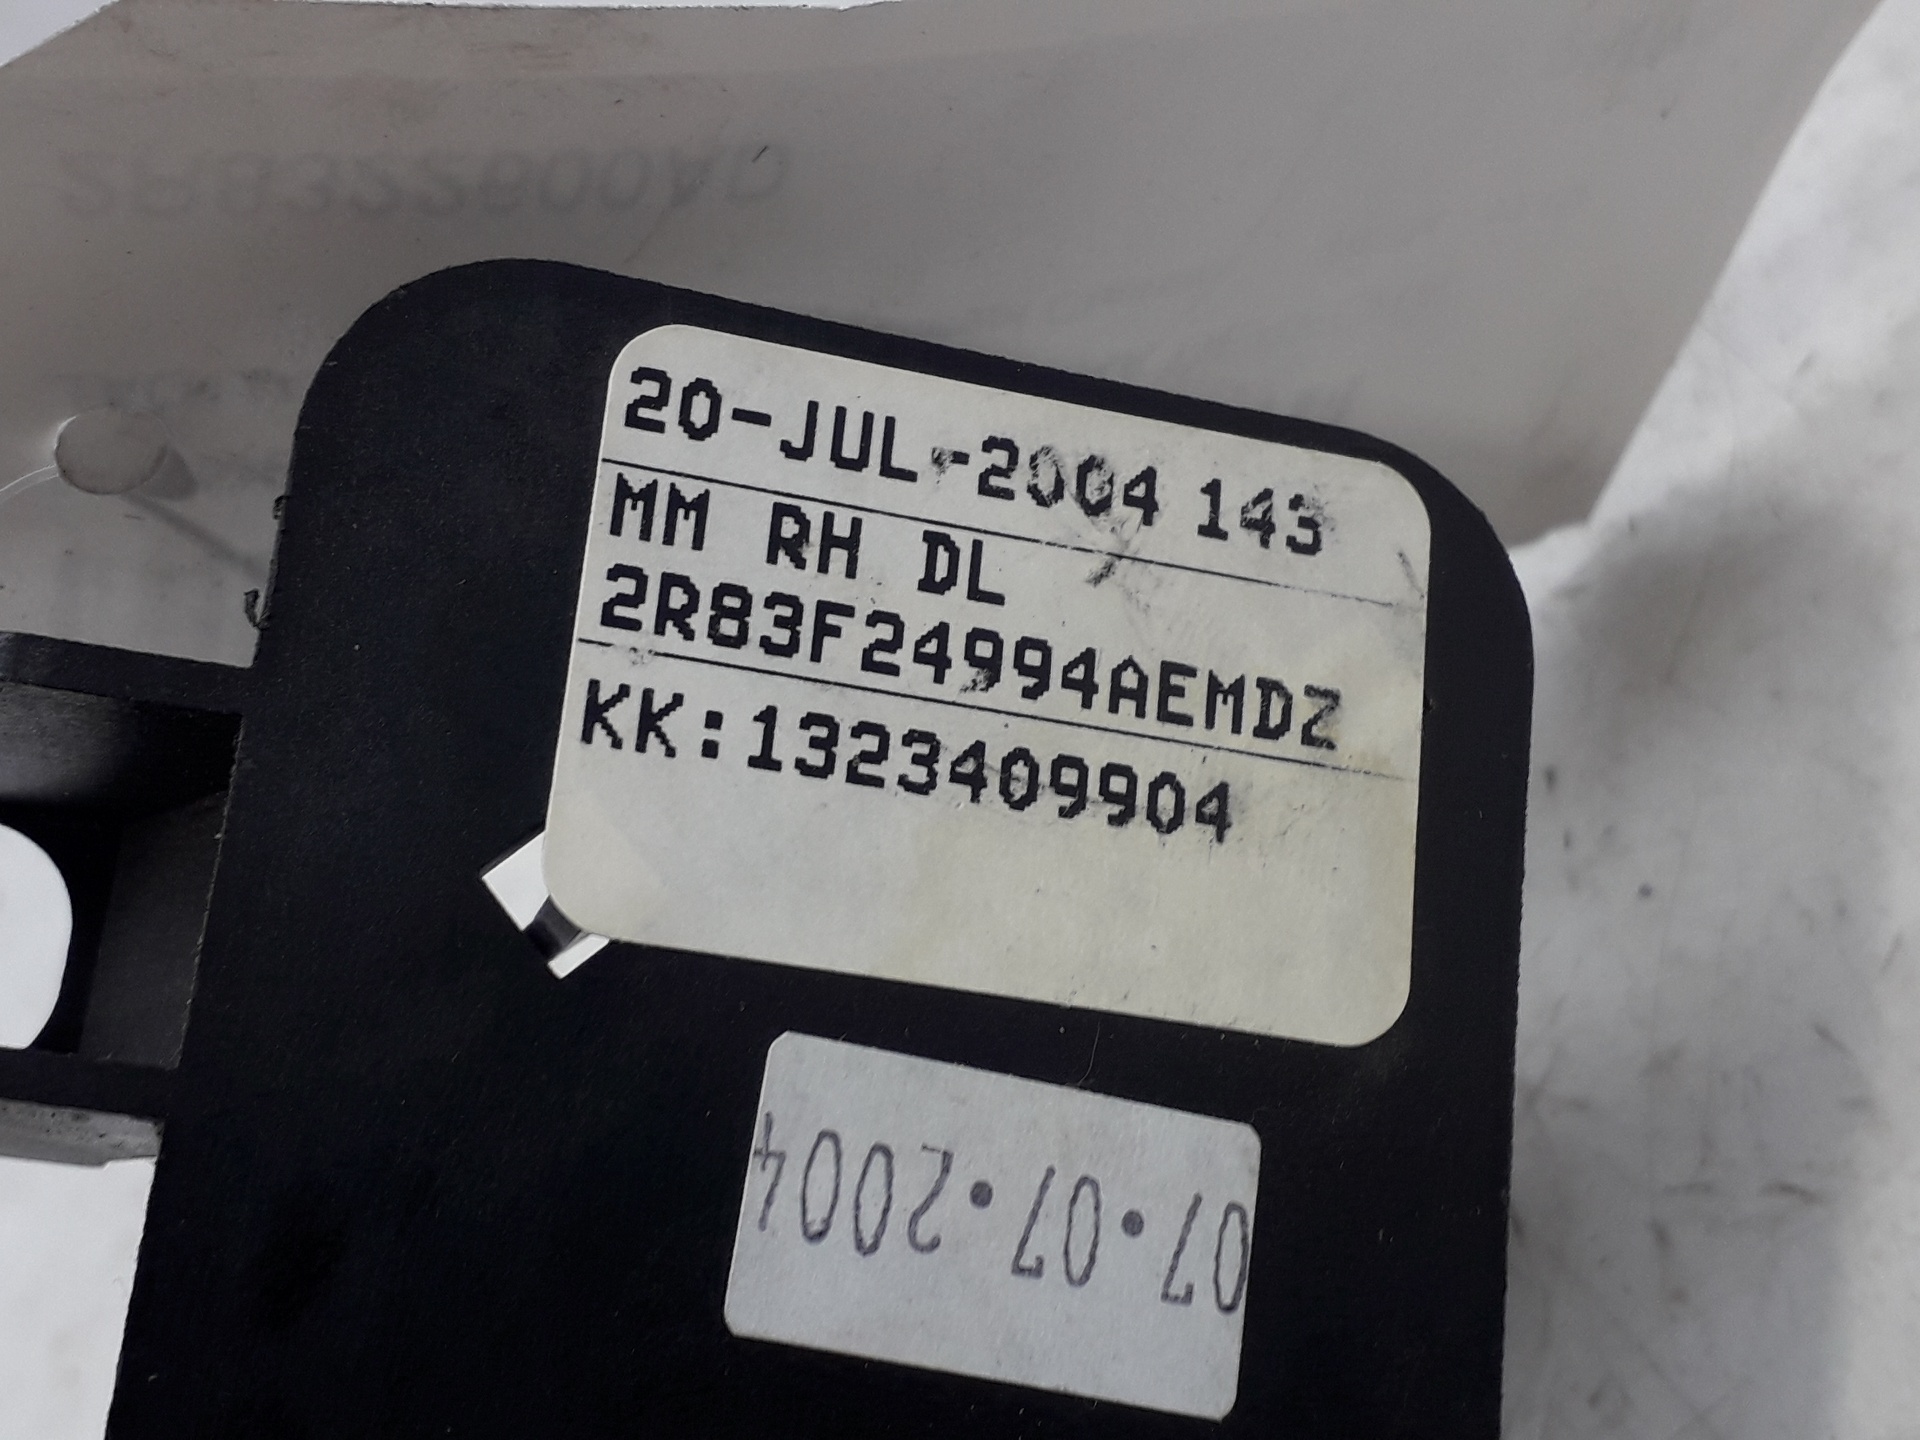 20-JUL-2004 143
MM RH DL
2R83F24994AEMDZ
KK:1323409904
07.07.2004